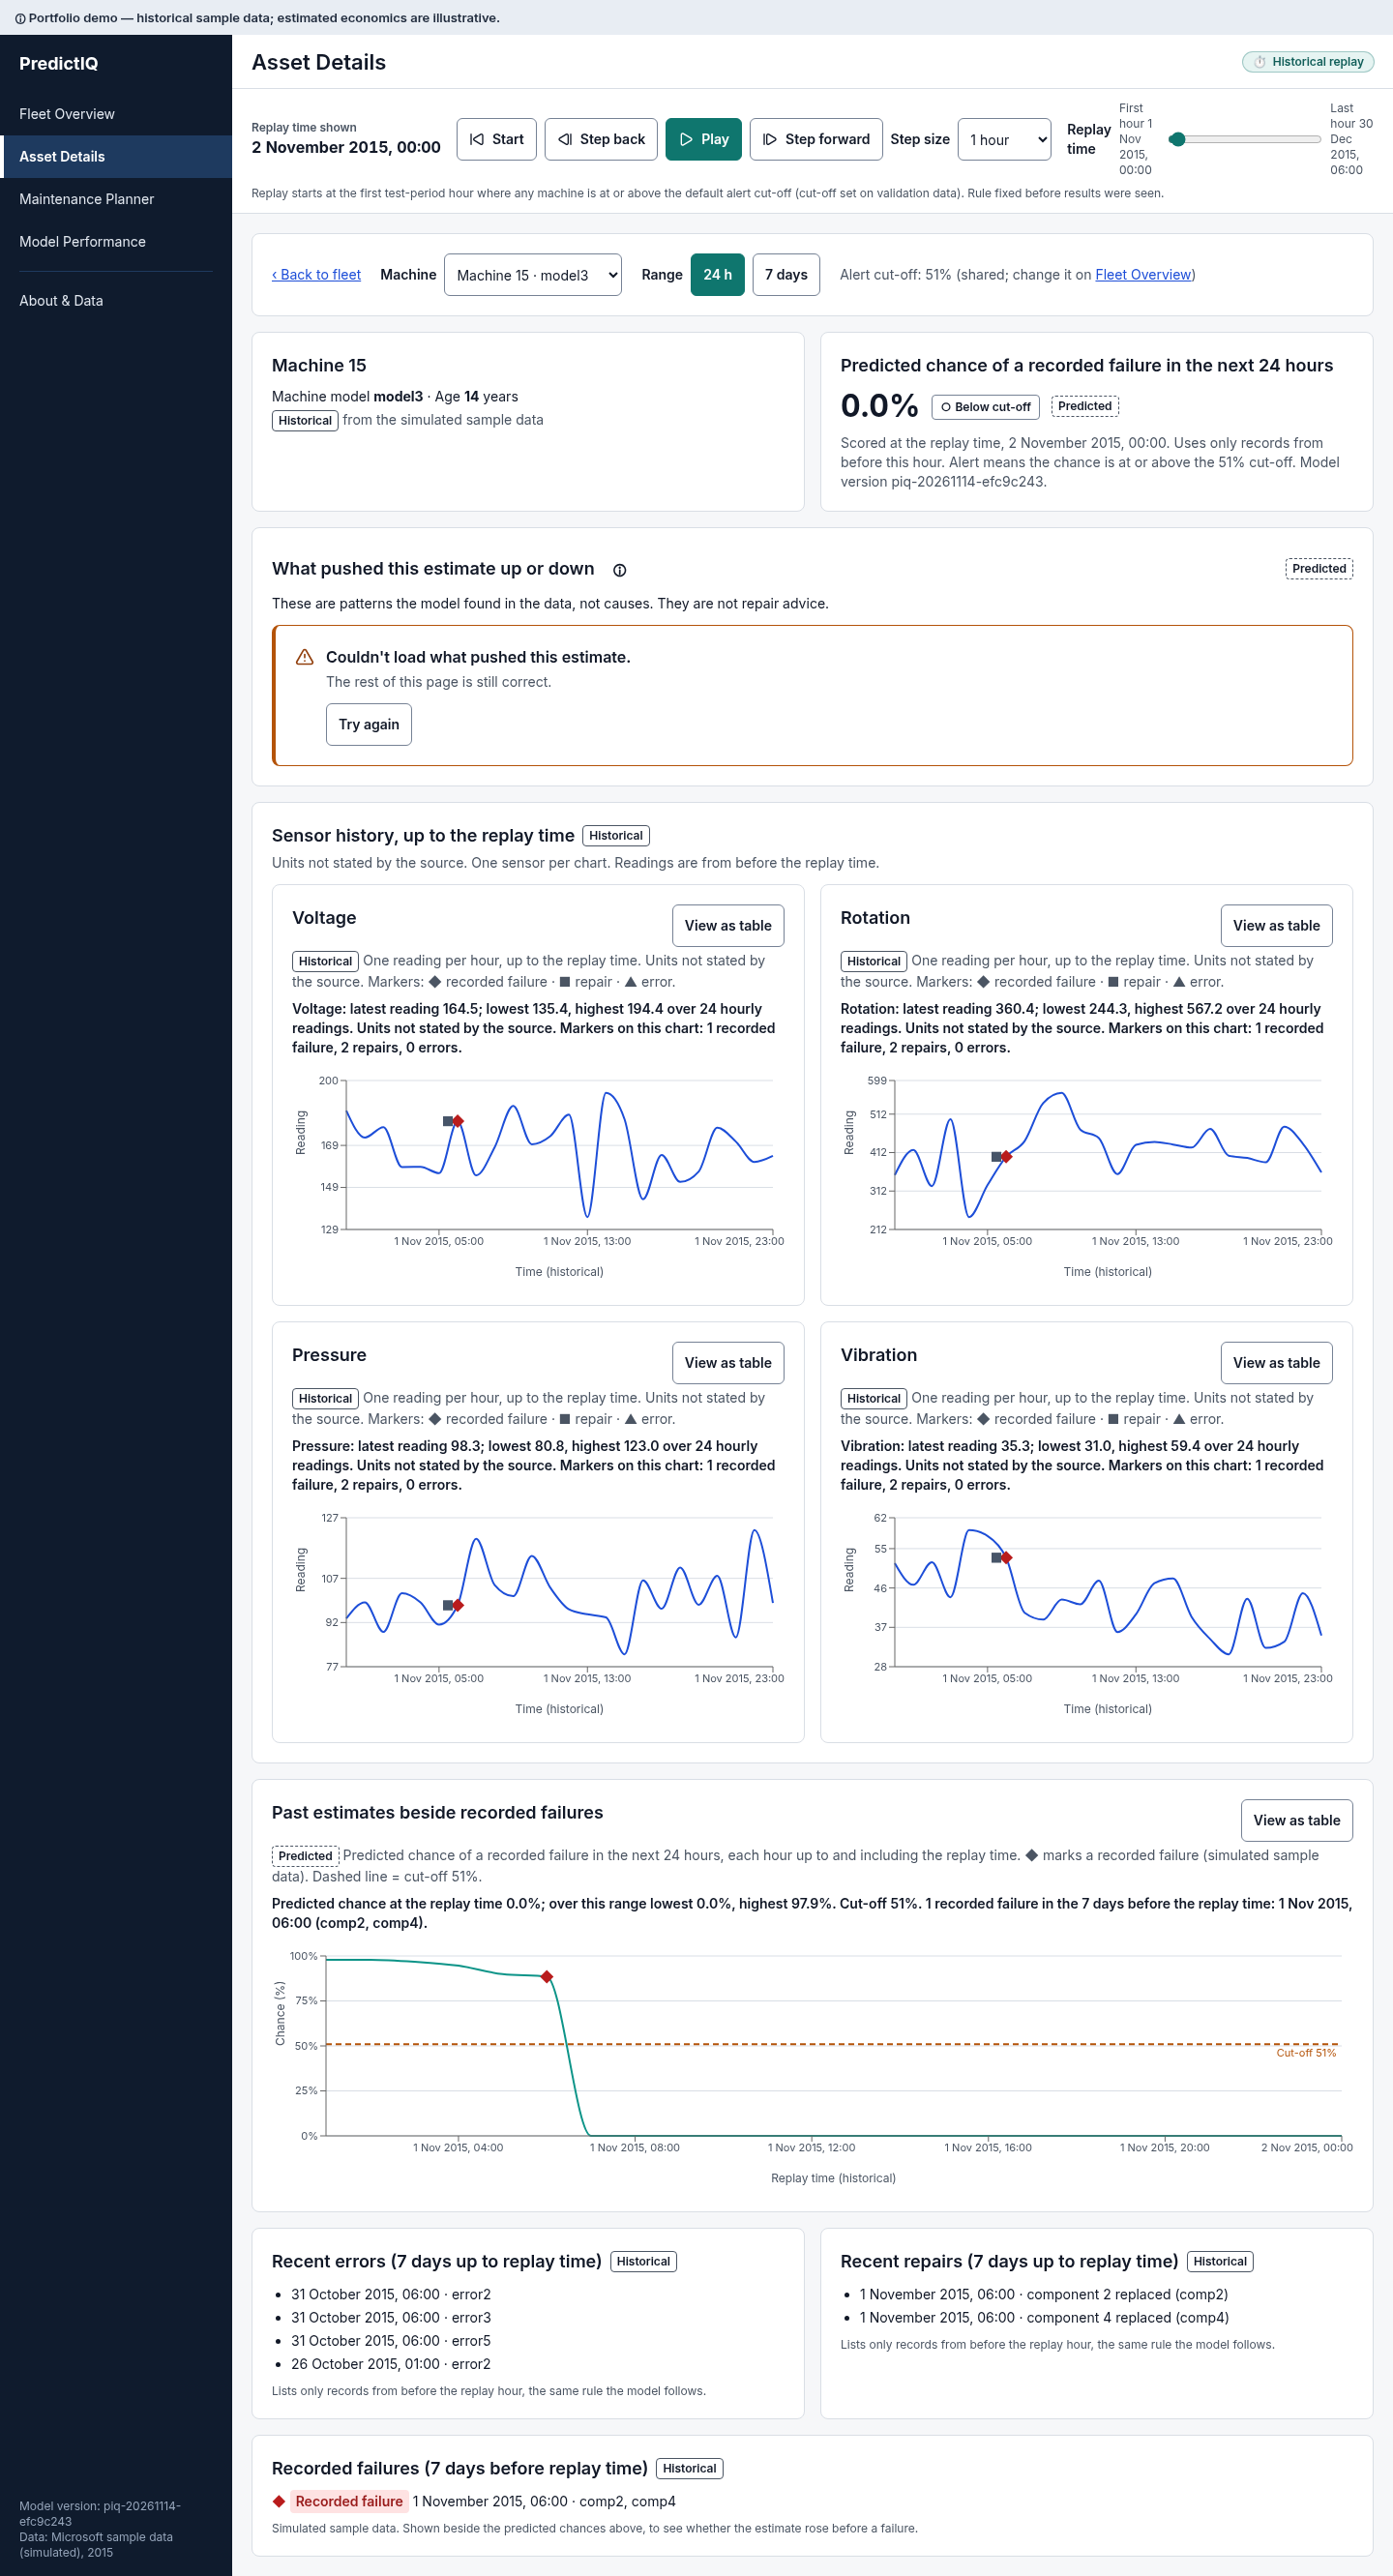 Portfolio demo — historical sample data; estimated economics are illustrative.
PredictIQ
Fleet Overview
Asset Details
Maintenance Planner
Model Performance
About & Data
Model version: piq-20261114-
efc9c243
Data: Microsoft sample data
(simulated), 2015
Asset Details
Historical replay
Replay time shown
2 November 2015, 00:00
Start
Step back
Play
Step forward
Step size
1 hour
Replay
time
First
hour 1
Nov
2015,
00:00
Last
hour 30
Dec
2015,
06:00
Replay starts at the first test-period hour where any machine is at or above the default alert cut-off (cut-off set on validation data). Rule fixed before results were seen.
‹ Back to fleet
Machine
Machine 15 · model3
Range
24 h
7 days
Alert cut-off: 51% (shared; change it on Fleet Overview)
Machine 15
Machine model model3 · Age 14 years
Historical from the simulated sample data
Predicted chance of a recorded failure in the next 24 hours
0.0%
Below cut-off
Predicted
Scored at the replay time, 2 November 2015, 00:00. Uses only records from
before this hour. Alert means the chance is at or above the 51% cut-off. Model
version piq-20261114-efc9c243.
What pushed this estimate up or down
Predicted
These are patterns the model found in the data, not causes. They are not repair advice.
Couldn't load what pushed this estimate.
The rest of this page is still correct.
Try again
Sensor history, up to the replay time Historical
Units not stated by the source. One sensor per chart. Readings are from before the replay time.
Voltage
View as table
Historical One reading per hour, up to the replay time. Units not stated by
the source. Markers: ◆ recorded failure · ■ repair · ▲ error.
Voltage: latest reading 164.5; lowest 135.4, highest 194.4 over 24 hourly
readings. Units not stated by the source. Markers on this chart: 1 recorded
failure, 2 repairs, 0 errors.
Reading
200
169
149
129
1 Nov 2015, 05:00
1 Nov 2015, 13:00
1 Nov 2015, 23:00
Time (historical)
Rotation
View as table
Historical One reading per hour, up to the replay time. Units not stated by
the source. Markers: ◆ recorded failure · ■ repair · ▲ error.
Rotation: latest reading 360.4; lowest 244.3, highest 567.2 over 24 hourly
readings. Units not stated by the source. Markers on this chart: 1 recorded
failure, 2 repairs, 0 errors.
Reading
599
512
412
312
212
1 Nov 2015, 05:00
1 Nov 2015, 13:00
1 Nov 2015, 23:00
Time (historical)
Pressure
View as table
Historical One reading per hour, up to the replay time. Units not stated by
the source. Markers: ◆ recorded failure · ■ repair · ▲ error.
Pressure: latest reading 98.3; lowest 80.8, highest 123.0 over 24 hourly
readings. Units not stated by the source. Markers on this chart: 1 recorded
failure, 2 repairs, 0 errors.
Reading
127
107
92
77
1 Nov 2015, 05:00
1 Nov 2015, 13:00
1 Nov 2015, 23:00
Time (historical)
Vibration
View as table
Historical One reading per hour, up to the replay time. Units not stated by
the source. Markers: ◆ recorded failure · ■ repair · ▲ error.
Vibration: latest reading 35.3; lowest 31.0, highest 59.4 over 24 hourly
readings. Units not stated by the source. Markers on this chart: 1 recorded
failure, 2 repairs, 0 errors.
Reading
62
55
46
37
28
1 Nov 2015, 05:00
1 Nov 2015, 13:00
1 Nov 2015, 23:00
Time (historical)
Past estimates beside recorded failures
View as table
Predicted Predicted chance of a recorded failure in the next 24 hours, each hour up to and including the replay time. ◆ marks a recorded failure (simulated sample
data). Dashed line = cut-off 51%.
Predicted chance at the replay time 0.0%; over this range lowest 0.0%, highest 97.9%. Cut-off 51%. 1 recorded failure in the 7 days before the replay time: 1 Nov 2015,
06:00 (comp2, comp4).
Chance (%)
100%
75%
50%
25%
0%
Cut-off 51%
1 Nov 2015, 04:00
1 Nov 2015, 08:00
1 Nov 2015, 12:00
1 Nov 2015, 16:00
1 Nov 2015, 20:00
2 Nov 2015, 00:00
Replay time (historical)
Recent errors (7 days up to replay time) Historical
31 October 2015, 06:00 · error2
31 October 2015, 06:00 · error3
31 October 2015, 06:00 · error5
26 October 2015, 01:00 · error2
Lists only records from before the replay hour, the same rule the model follows.
Recent repairs (7 days up to replay time) Historical
1 November 2015, 06:00 · component 2 replaced (comp2)
1 November 2015, 06:00 · component 4 replaced (comp4)
Lists only records from before the replay hour, the same rule the model follows.
Recorded failures (7 days before replay time) Historical
◆ Recorded failure 1 November 2015, 06:00 · comp2, comp4
Simulated sample data. Shown beside the predicted chances above, to see whether the estimate rose before a failure.